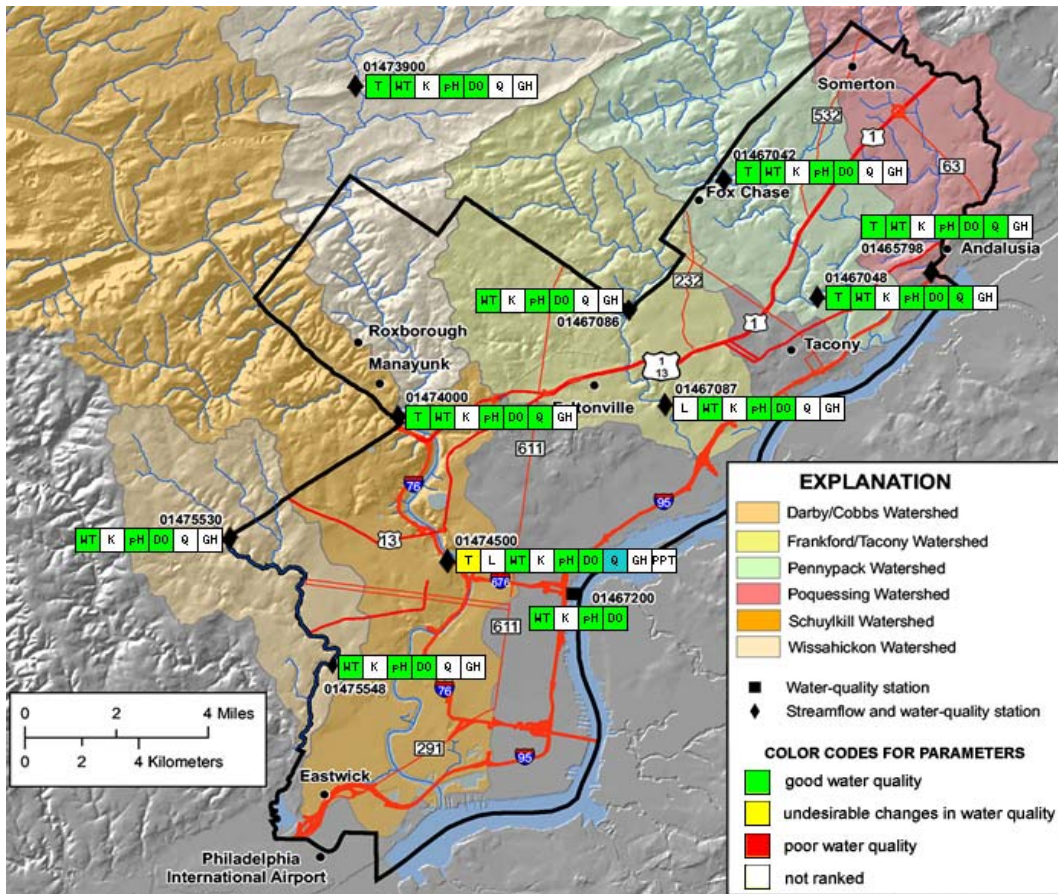 01473900
T WT K pH DO Q GH
Somerton
532
1
01467042
T WT K pH DO Q GH
Fox Chase
63
T WT K pH DO Q GH
01465798
Andalusia
232
01467048
T WT K pH DO Q GH
WT K pH DO Q GH
01467086
1
Roxborough
Tacony
Manayunk
1
13
01474000
T WT K pH DO Q GH
Feltonville
01467087
L WT K pH DO Q GH
611
76
95
01475530
WT K pH DO Q GH
13
01474500
T L WT K pH DO Q GH PPT
676
01467200
WT K pH DO
611
WT K pH DO Q GH
01475548
76
291
95
Eastwick
Philadelphia
International Airport
0 2 4 Miles
0 2 4 Kilometers
EXPLANATION
Darby/Cobbs Watershed
Frankford/Tacony Watershed
Pennypack Watershed
Poquessing Watershed
Schuylkill Watershed
Wissahickon Watershed
Water-quality station
Streamflow and water-quality station
COLOR CODES FOR PARAMETERS
good water quality
undesirable changes in water quality
poor water quality
not ranked